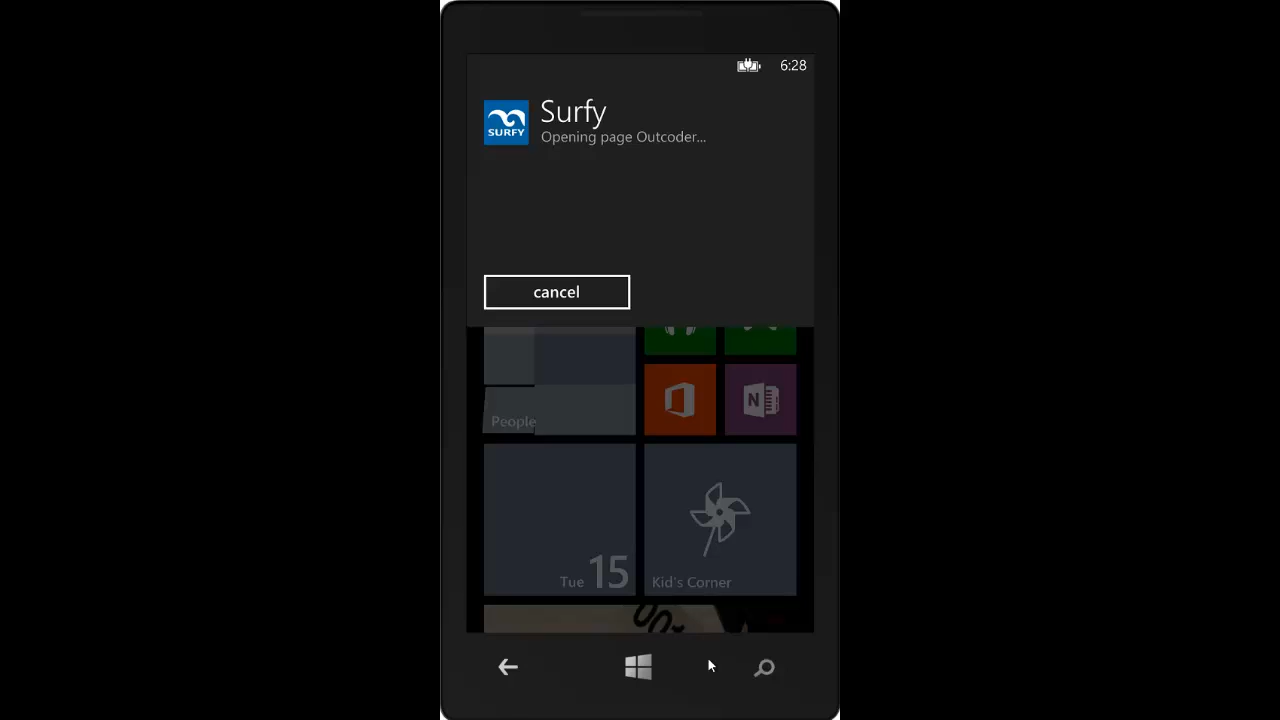 6:28
Surfy
SURFY
Opening page Outcoder...
cancel
People
N
Tue 15
Kid's Corner